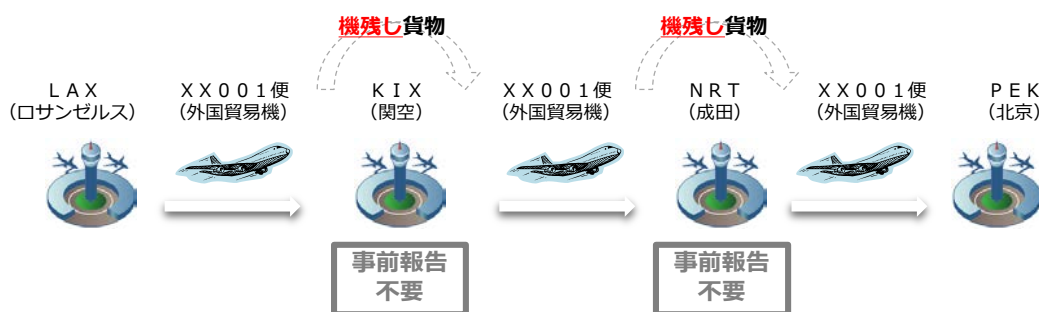 機残し貨物
機残し貨物
ＬＡＸ
（ロサンゼルス）
ＸＸ００１便
（外国貿易機）
ＫＩＸ
（関空）
ＸＸ００１便
（外国貿易機）
ＮＲＴ
（成田）
ＸＸ００１便
（外国貿易機）
ＰＥＫ
（北京）
事前報告
不要
事前報告
不要